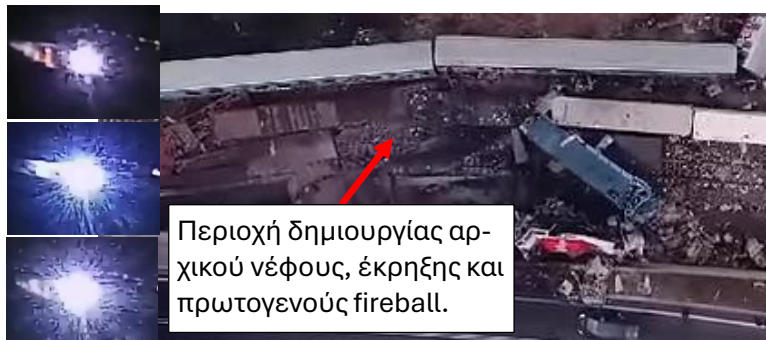 Περιοχή δημιουργίας αρ-
χικού νέφους, έκρηξης και
πρωτογενούς fireball.